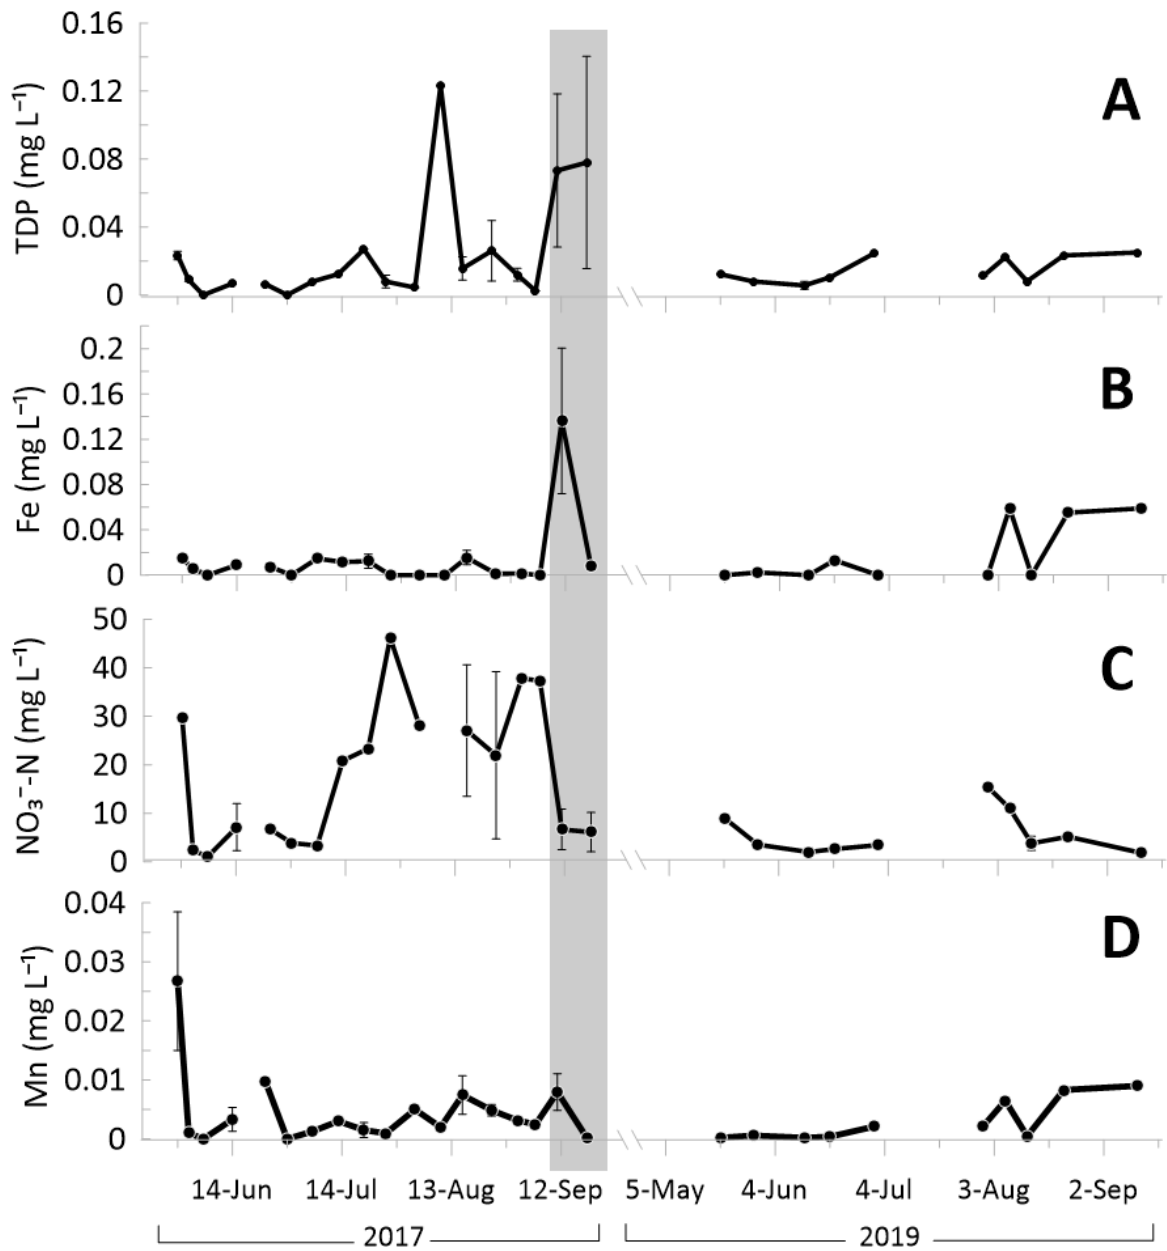 TDP (mg L⁻¹)
0.16
0.12
0.08
0.04
0
A
Fe (mg L⁻¹)
0.2
0.16
0.12
0.08
0.04
0
B
NO₃⁻-N (mg L⁻¹)
50
40
30
20
10
0
C
Mn (mg L⁻¹)
0.04
0.03
0.02
0.01
0
D
14-Jun 14-Jul 13-Aug 12-Sep 5-May 4-Jun 4-Jul 3-Aug 2-Sep
2017 2019